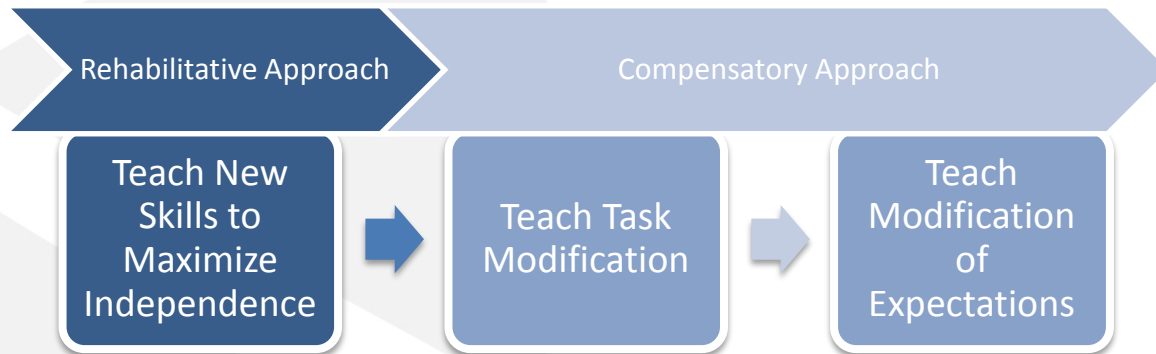 Rehabilitative Approach
Compensatory Approach
Teach New
Skills to
Maximize
Independence
Teach Task
Modification
Teach
Modification
of
Expectations